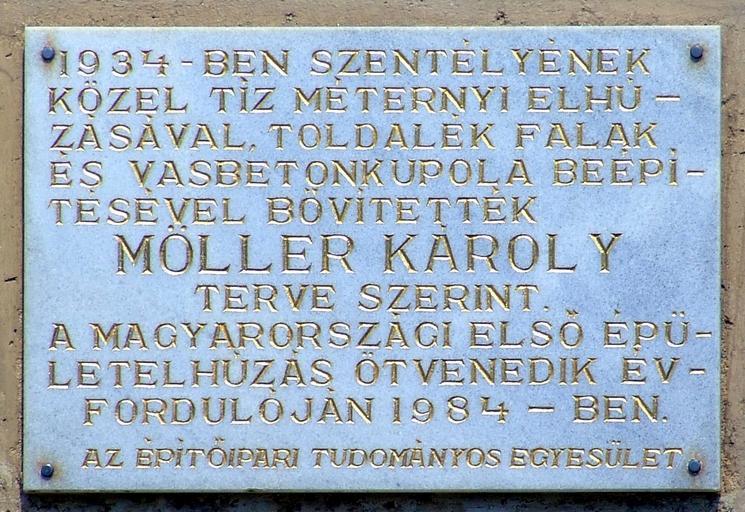 1934 - BEN SZENTÉLYÉNEK
KÖZEL TÍZ MÉTERNYI ELHÚ -
ZÁSÁVAL, TOLDALÉK FALAK
ÉS VASBETONKUPOLA BEÉPÍ -
TÉSÉVEL BŐVÍTETTÉK
MÖLLER KÁROLY
TERVE SZERINT.
A MAGYARORSZÁGI ELSŐ ÉPÜ -
LETELHÚZÁS ÖTVENEDIK ÉV -
FORDULÓJÁN 1984 - BEN.
AZ ÉPÍTŐIPARI TUDOMÁNYOS EGYESÜLET